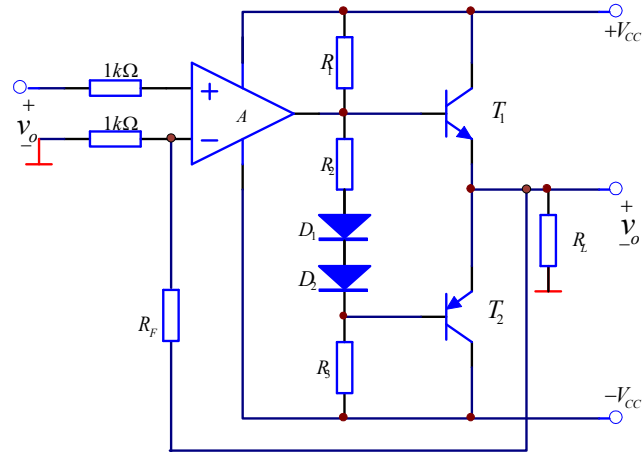 +V_CC
1kΩ
R_1
+
A
T_1
+
v_o
−
1kΩ
−
R_2
+
v_o
−
D_1
R_L
D_2
T_2
R_F
R_3
−V_CC